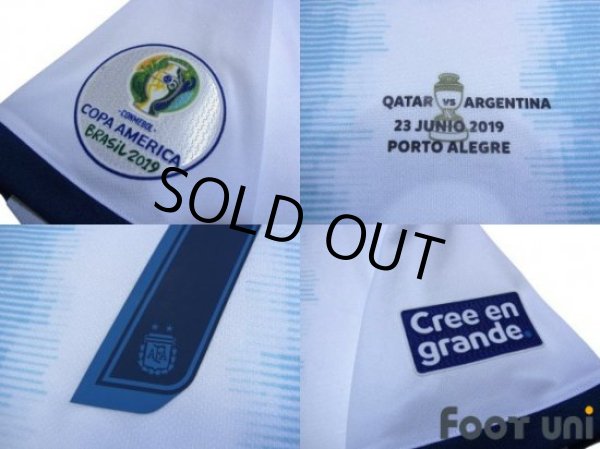 CONMEBOL
COPA AMERICA
BRASIL 2019
QATAR VS ARGENTINA
23 JUNIO 2019
PORTO ALEGRE
SOLD OUT
AFA
Cree en
grande.
FOOT UNI